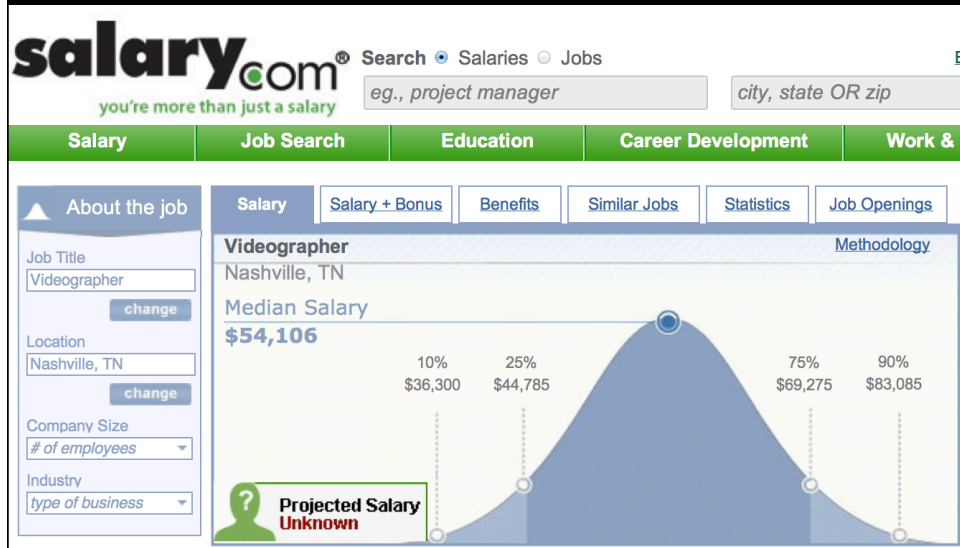 salary.com®
you're more than just a salary
Search Salaries Jobs
eg., project manager
city, state OR zip
Salary
Job Search
Education
Career Development
Work &
About the job
Job Title
Videographer
change
Location
Nashville, TN
change
Company Size
# of employees
Industry
type of business
Salary
Salary + Bonus
Benefits
Similar Jobs
Statistics
Job Openings
Videographer
Methodology
Nashville, TN
Median Salary
$54,106
10%
$36,300
25%
$44,785
75%
$69,275
90%
$83,085
?
Projected Salary
Unknown